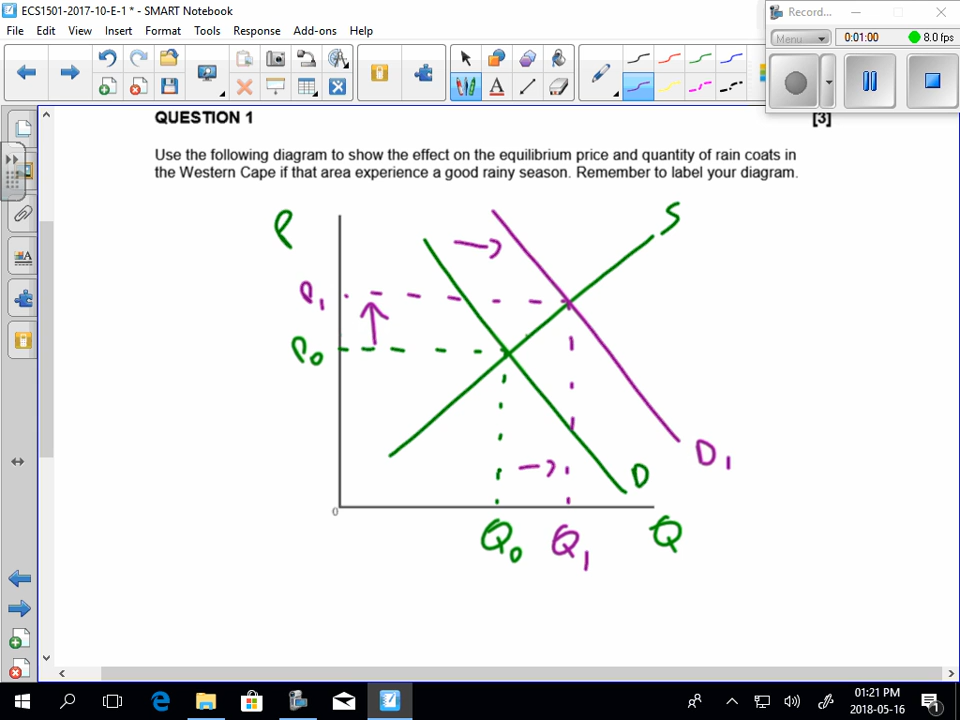 ECS1501-2017-10-E-1 * - SMART Notebook
Record...
File Edit View Insert Format Tools Response Add-ons Help
Menu
0:01:00
8.0 fps
QUESTION 1 [3]
Use the following diagram to show the effect on the equilibrium price and quantity of rain coats in
the Western Cape if that area experience a good rainy season. Remember to label your diagram.
P
S
P1
P0
D1
D
0
Q0 Q1 Q
01:21 PM
2018-05-16
1